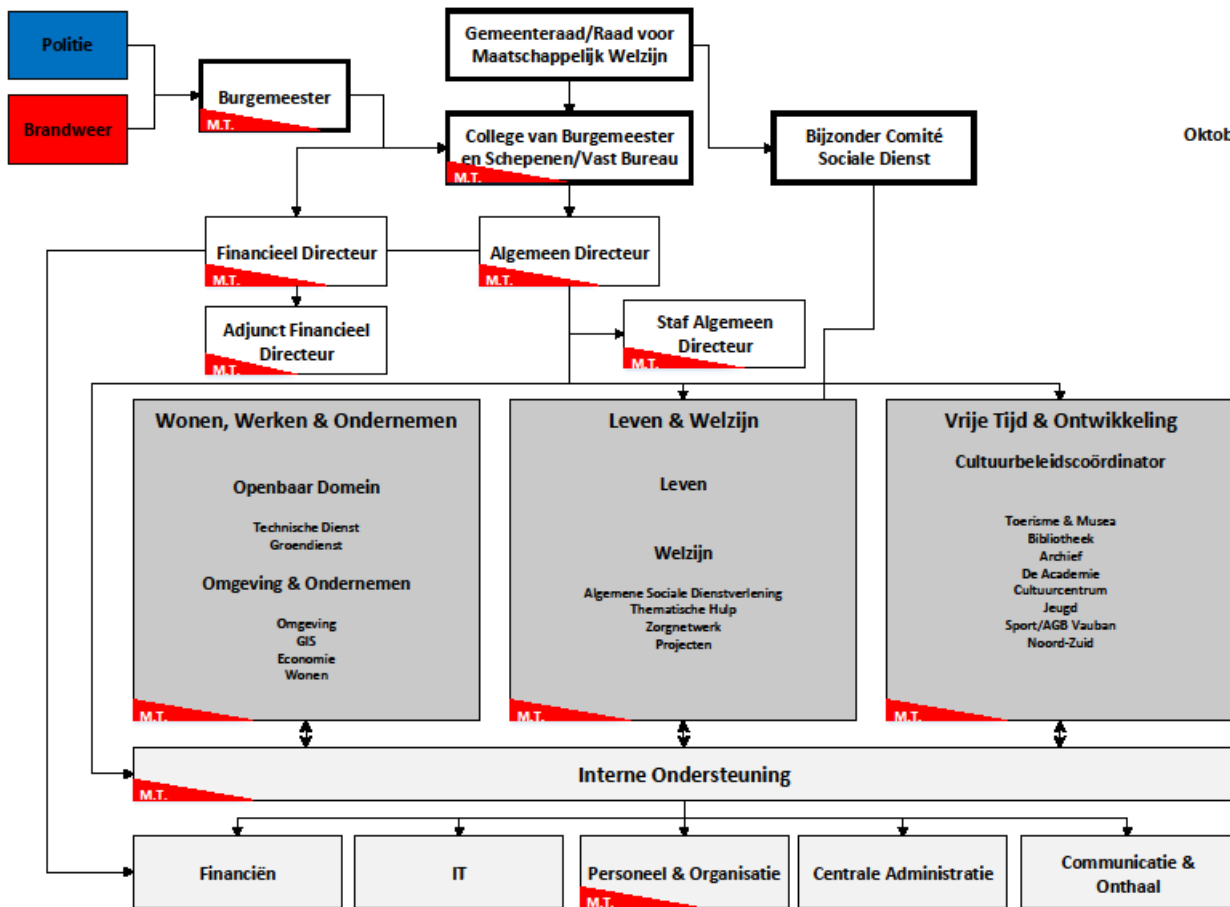 Politie
Brandweer
Burgemeester
M.T.
Gemeenteraad/Raad voor
Maatschappelijk Welzijn
College van Burgemeester
en Schepenen/Vast Bureau
M.T.
Bijzonder Comité
Sociale Dienst
Oktob
Financieel Directeur
M.T.
Algemeen Directeur
M.T.
Adjunct Financieel
Directeur
M.T.
Staf Algemeen
Directeur
M.T.
Wonen, Werken & Ondernemen
Openbaar Domein
Technische Dienst
Groendienst
Omgeving & Ondernemen
Omgeving
GIS
Economie
Wonen
M.T.
Leven & Welzijn
Leven
Welzijn
Algemene Sociale Dienstverlening
Thematische Hulp
Zorgnetwerk
Projecten
M.T.
Vrije Tijd & Ontwikkeling
Cultuurbeleidscoördinator
Toerisme & Musea
Bibliotheek
Archief
De Academie
Cultuurcentrum
Jeugd
Sport/AGB Vauban
Noord-Zuid
M.T.
Interne Ondersteuning
M.T.
Financiën
IT
Personeel & Organisatie
M.T.
Centrale Administratie
Communicatie &
Onthaal